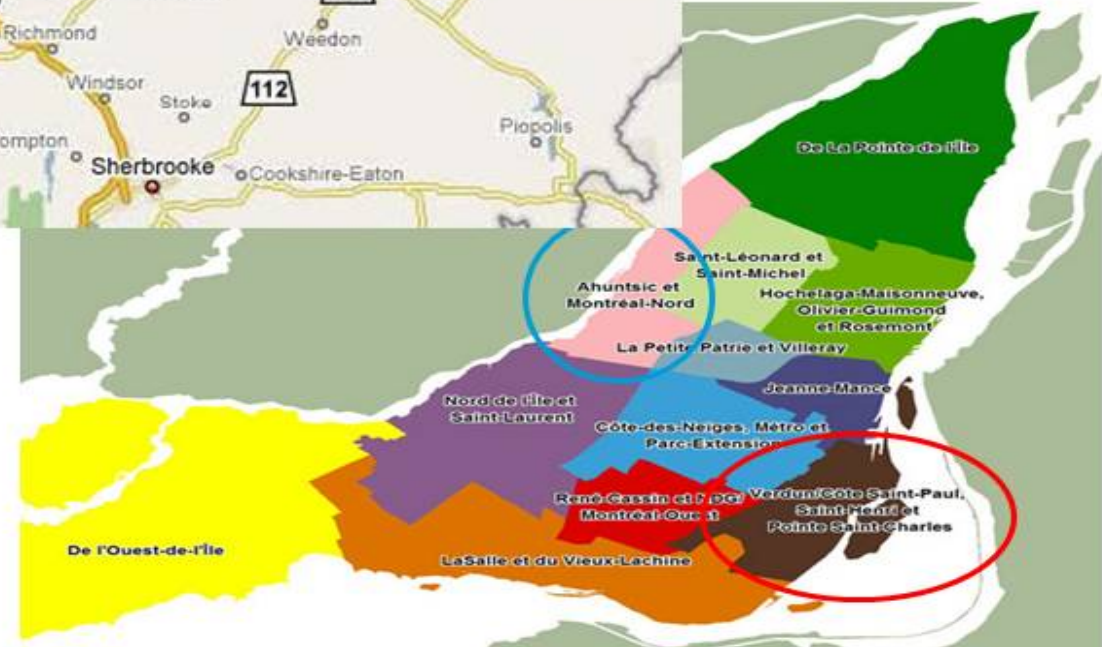 Richmond
Weedon
Windsor
112
Stoke
Piopolis
ompton
Sherbrooke
Cookshire-Eaton
De La Pointe de l'Île
Saint-Léonard et
Saint-Michel
Ahuntsic et
Montréal-Nord
Hochelaga-Maisonneuve,
Olivier-Guimond
et Rosemont
La Petite Patrie et Villeray
Jeanne-Mance
Nord de l'Île et
Saint-Laurent
Côte-des-Neiges, Métro et
Parc-Extension
René-Cassin et NDG/
Montréal-Ouest
Verdun/Côte Saint-Paul,
Saint-Henri et
Pointe Saint-Charles
De l'Ouest-de-l'Île
LaSalle et du Vieux-Lachine